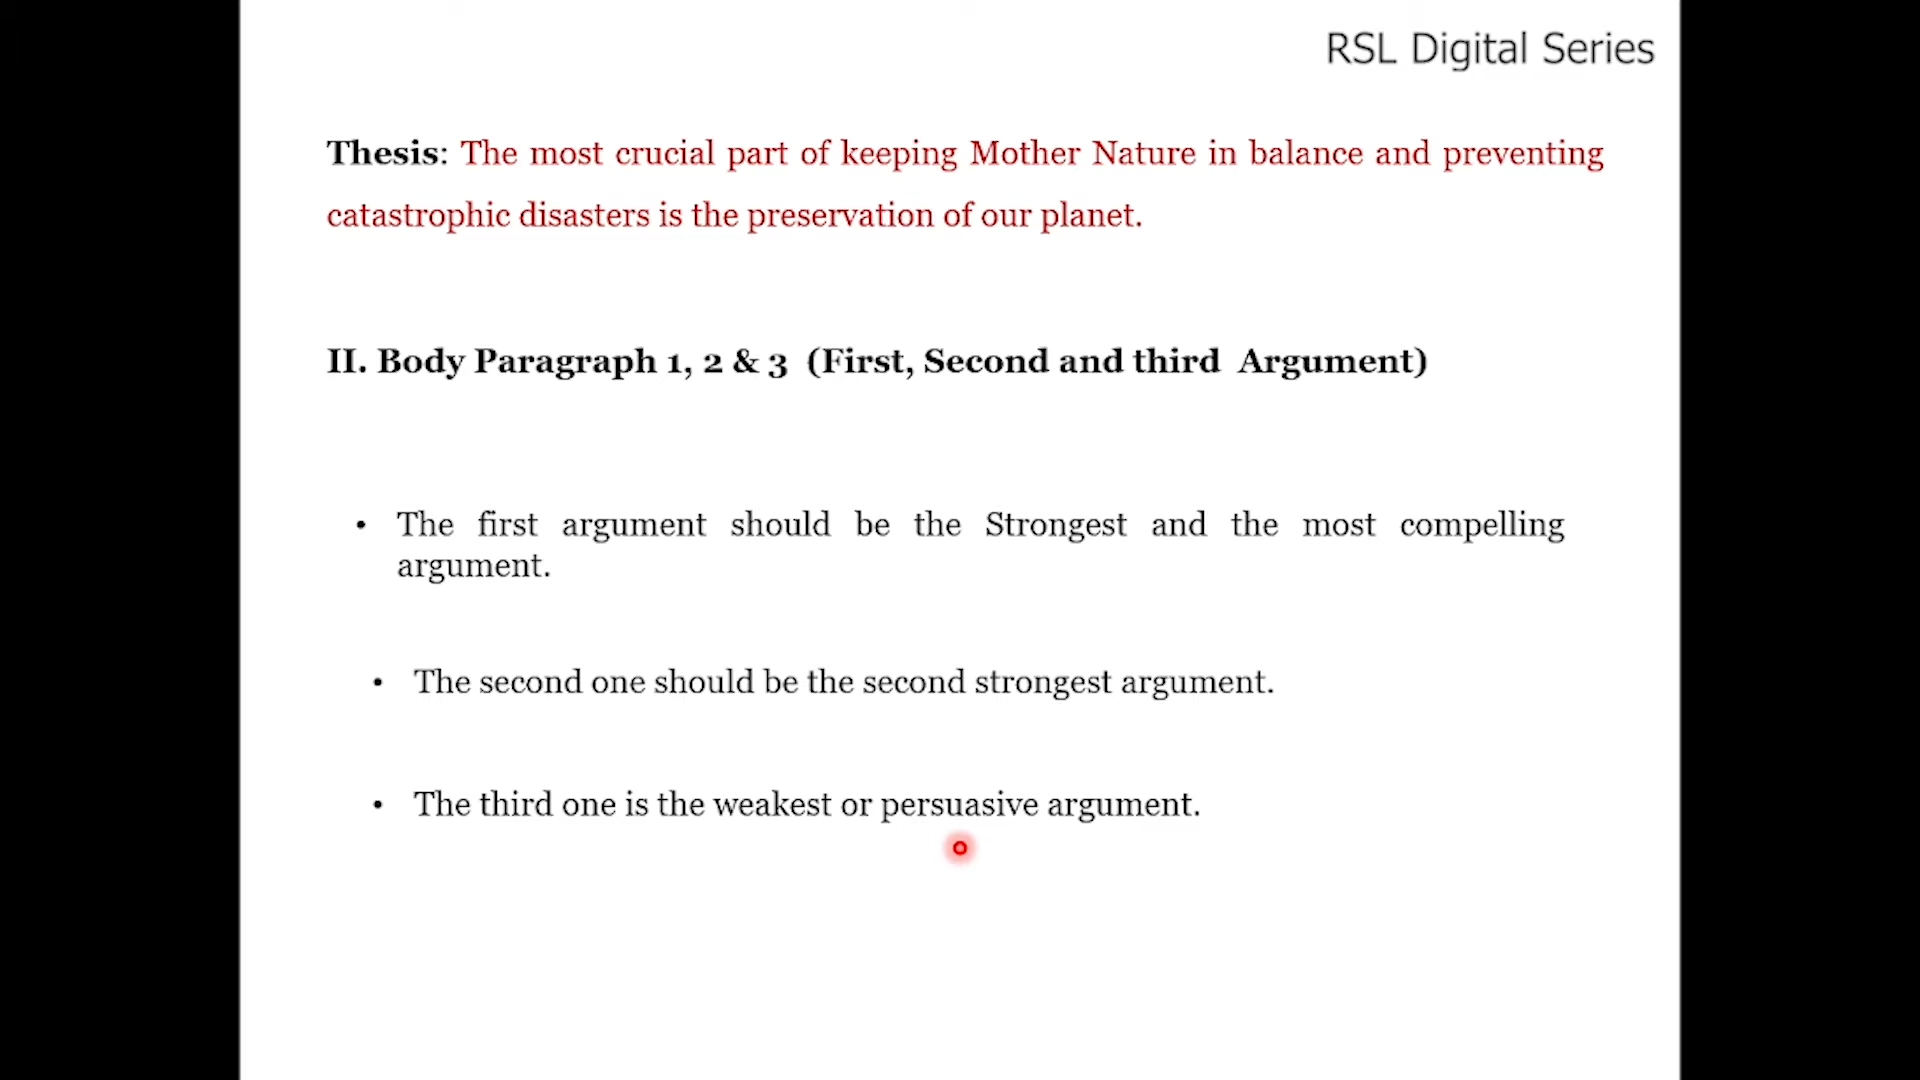 RSL Digital Series
Thesis: The most crucial part of keeping Mother Nature in balance and preventing
catastrophic disasters is the preservation of our planet.
II. Body Paragraph 1, 2 & 3 (First, Second and third Argument)
• The first argument should be the Strongest and the most compelling
argument.
• The second one should be the second strongest argument.
• The third one is the weakest or persuasive argument.